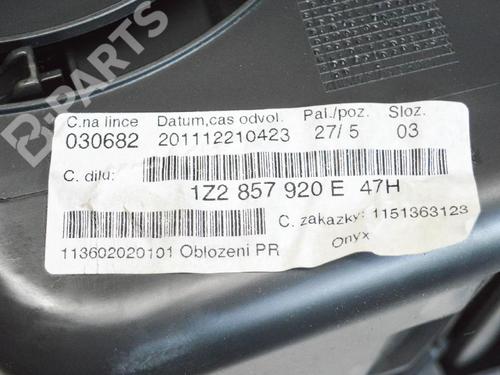 B-PARTS
C.na lince Datum,cas odvol. Pal./poz. Sloz.
030682 201112210423 27/ 5 03
C. dilu:
1Z2 857 920 E 47H
C. zakazky: 1151363123
113602020101 Oblozeni PR
Onyx